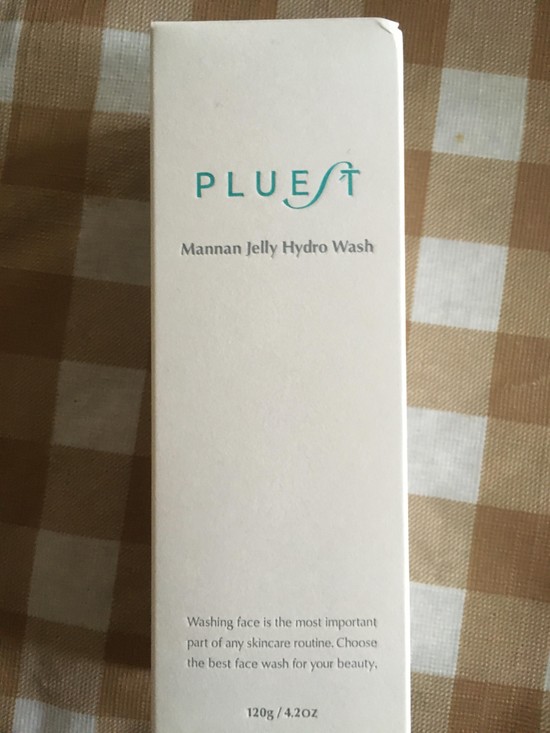 PLUEST
Mannan Jelly Hydro Wash
Washing face is the most important
part of any skincare routine. Choose
the best face wash for your beauty.
120g / 4.2OZ